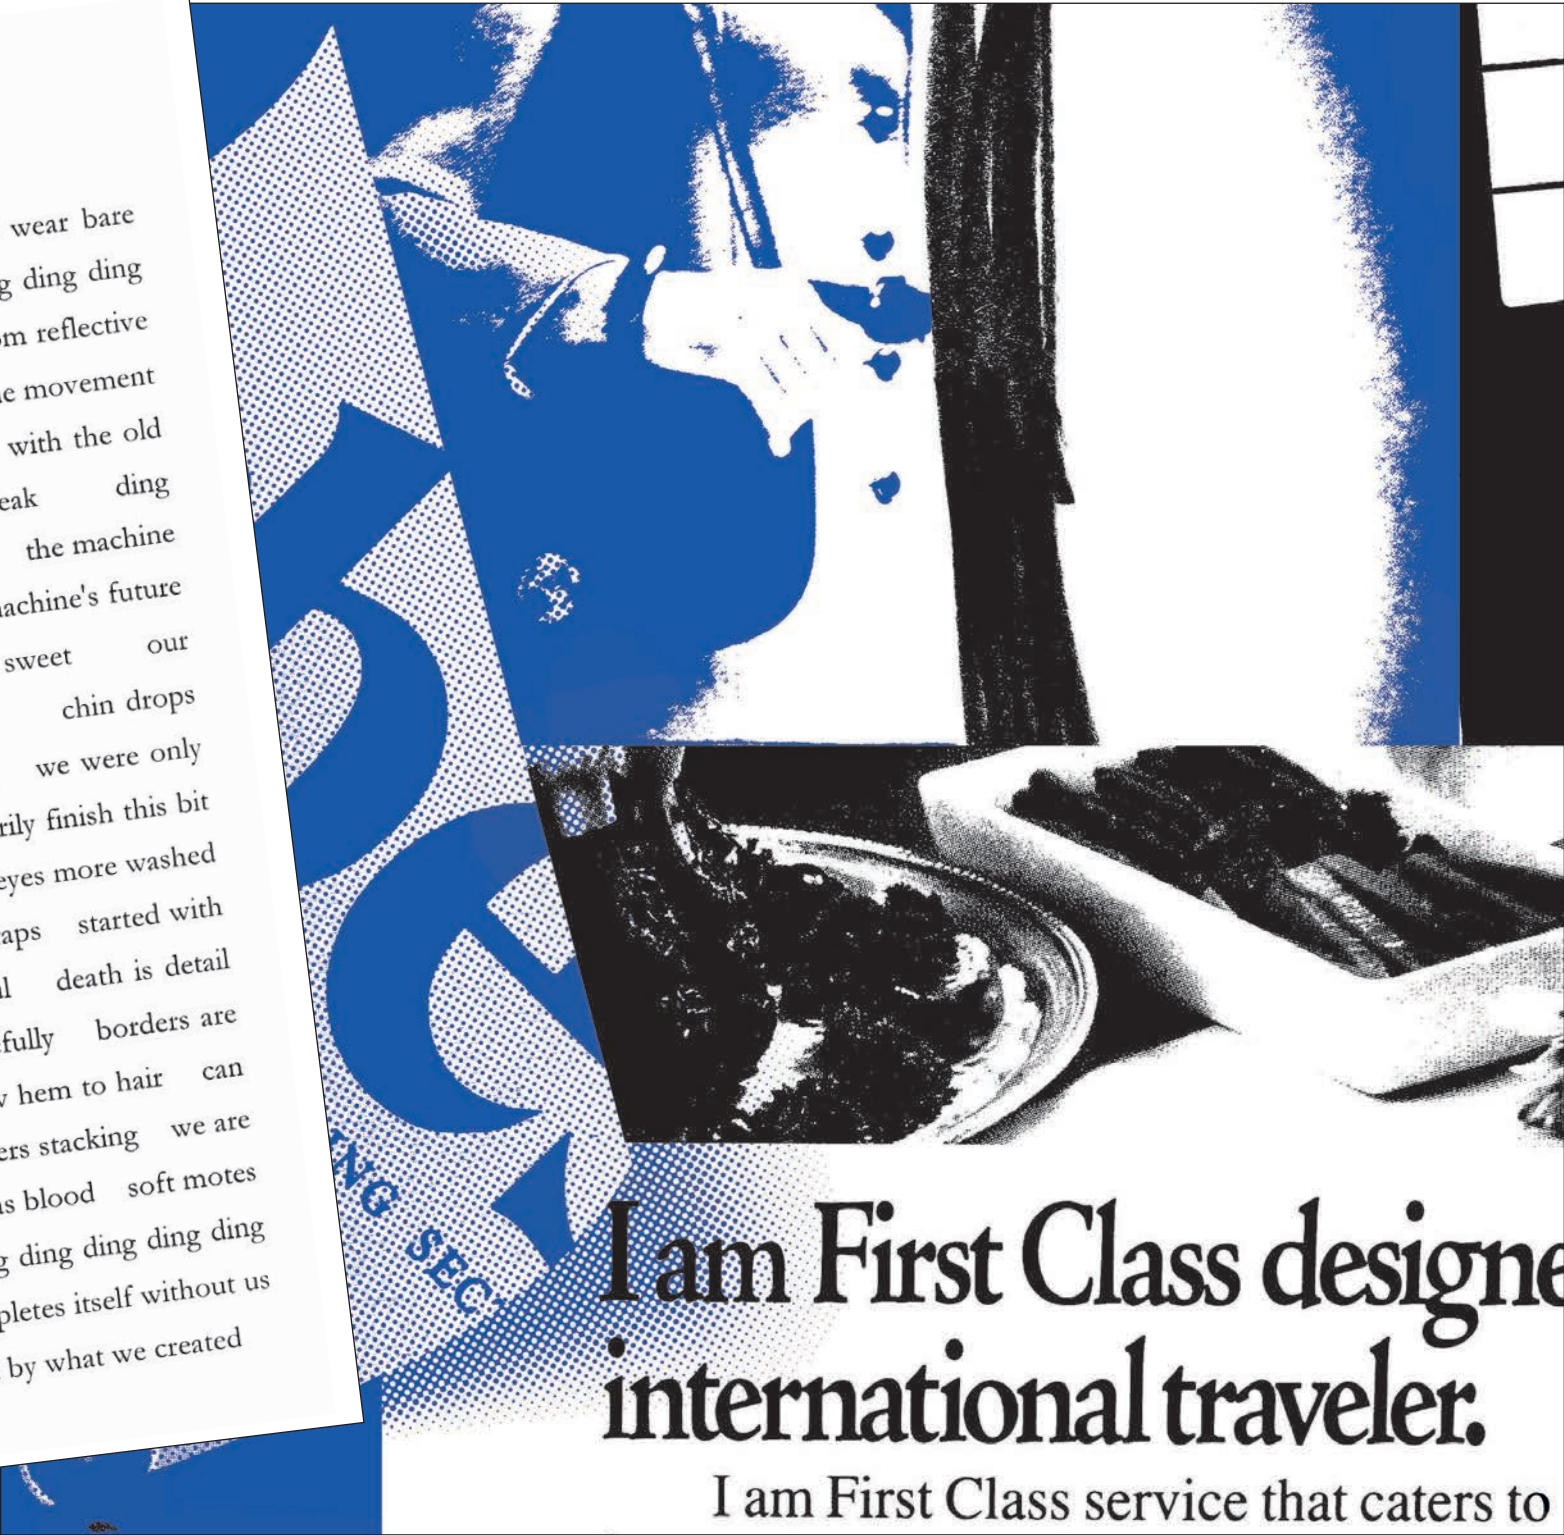 wear bare
ding ding
reflective
movement
with the old
ding
the machine
machine's future
sweet our
chin drops
we were only
finish this bit
eyes more washed
started with
death is detail
borders are
hem to hair can
stacking we are
blood soft motes
ding ding ding ding
itself without us
by what we created
SEC
I am First Class
international traveler.
I am First Class service that caters to